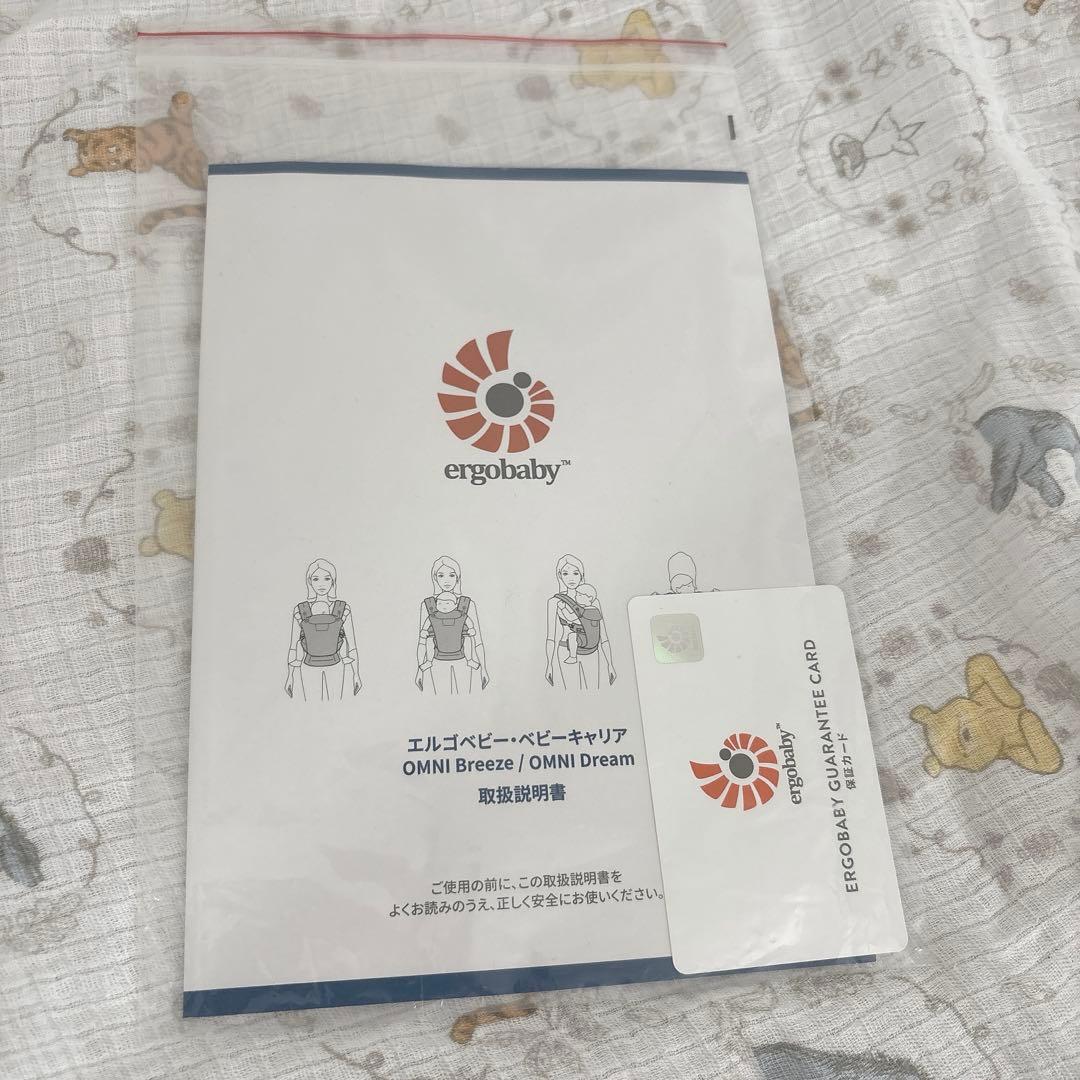 ergobaby™
エルゴベビー・ベビーキャリア
OMNI Breeze / OMNI Dream
取扱説明書
ご使用の前に、この取扱説明書を
よくお読みのうえ、正しく安全にお使いください。
ergobaby™
ERGOBABY GUARANTEE CARD
保証カード